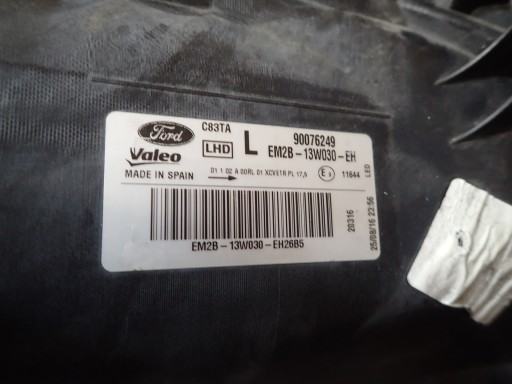 Ford
C83TA
Valeo
LHD
L
90076249
EM2B-13W030-EH
MADE IN SPAIN
E9
11644
LED
20316
25/08/16 23:56
EM2B-13W030-EH26B5